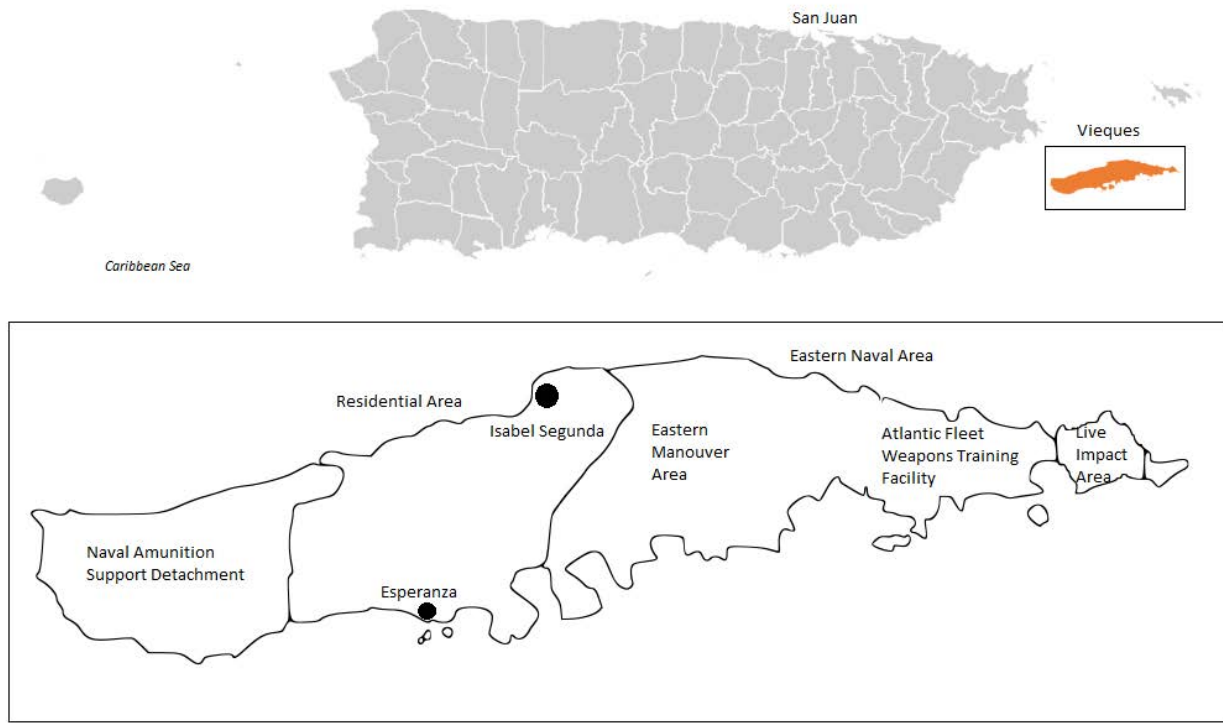 San Juan
Vieques
Caribbean Sea
Eastern Naval Area
Residential Area
Isabel Segunda
Eastern
Manouver
Area
Atlantic Fleet
Weapons Training
Facility
Live
Impact
Area
Naval Amunition
Support Detachment
Esperanza